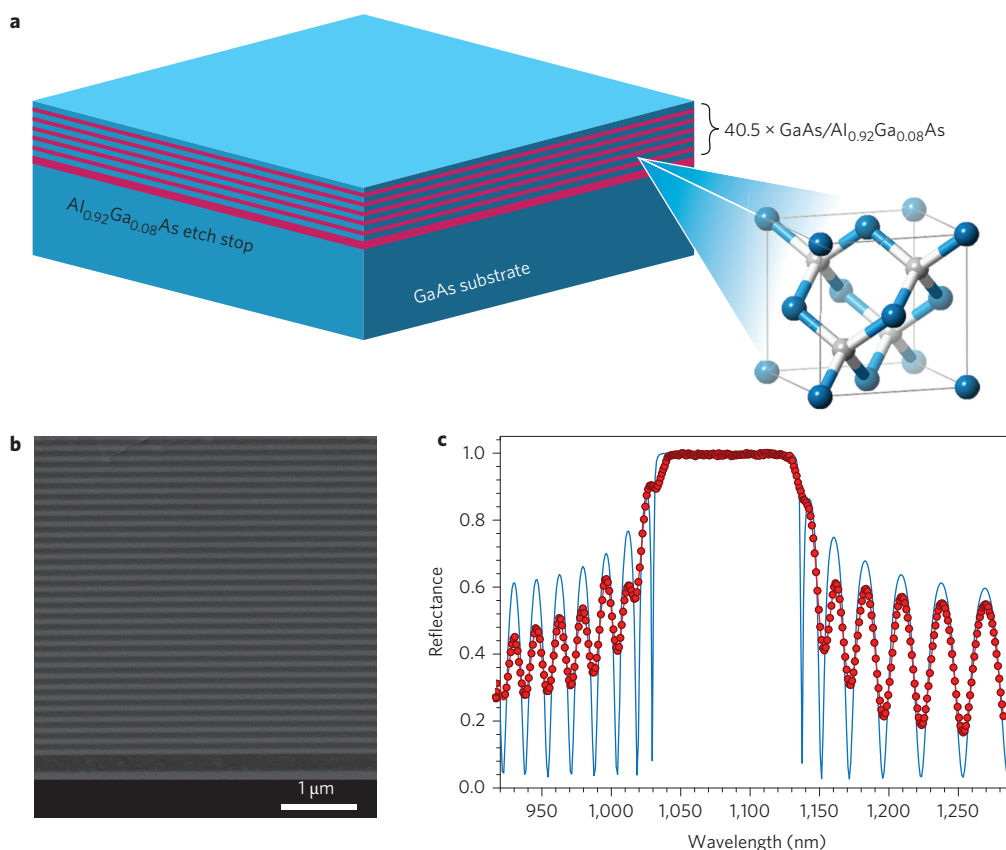 a
40.5 × GaAs/Al0.92Ga0.08As
Al0.92Ga0.08As etch stop
GaAs substrate
b
1 µm
c
1.0
0.8
0.6
0.4
0.2
0.0
Reflectance
950 1,000 1,050 1,100 1,150 1,200 1,250
Wavelength (nm)